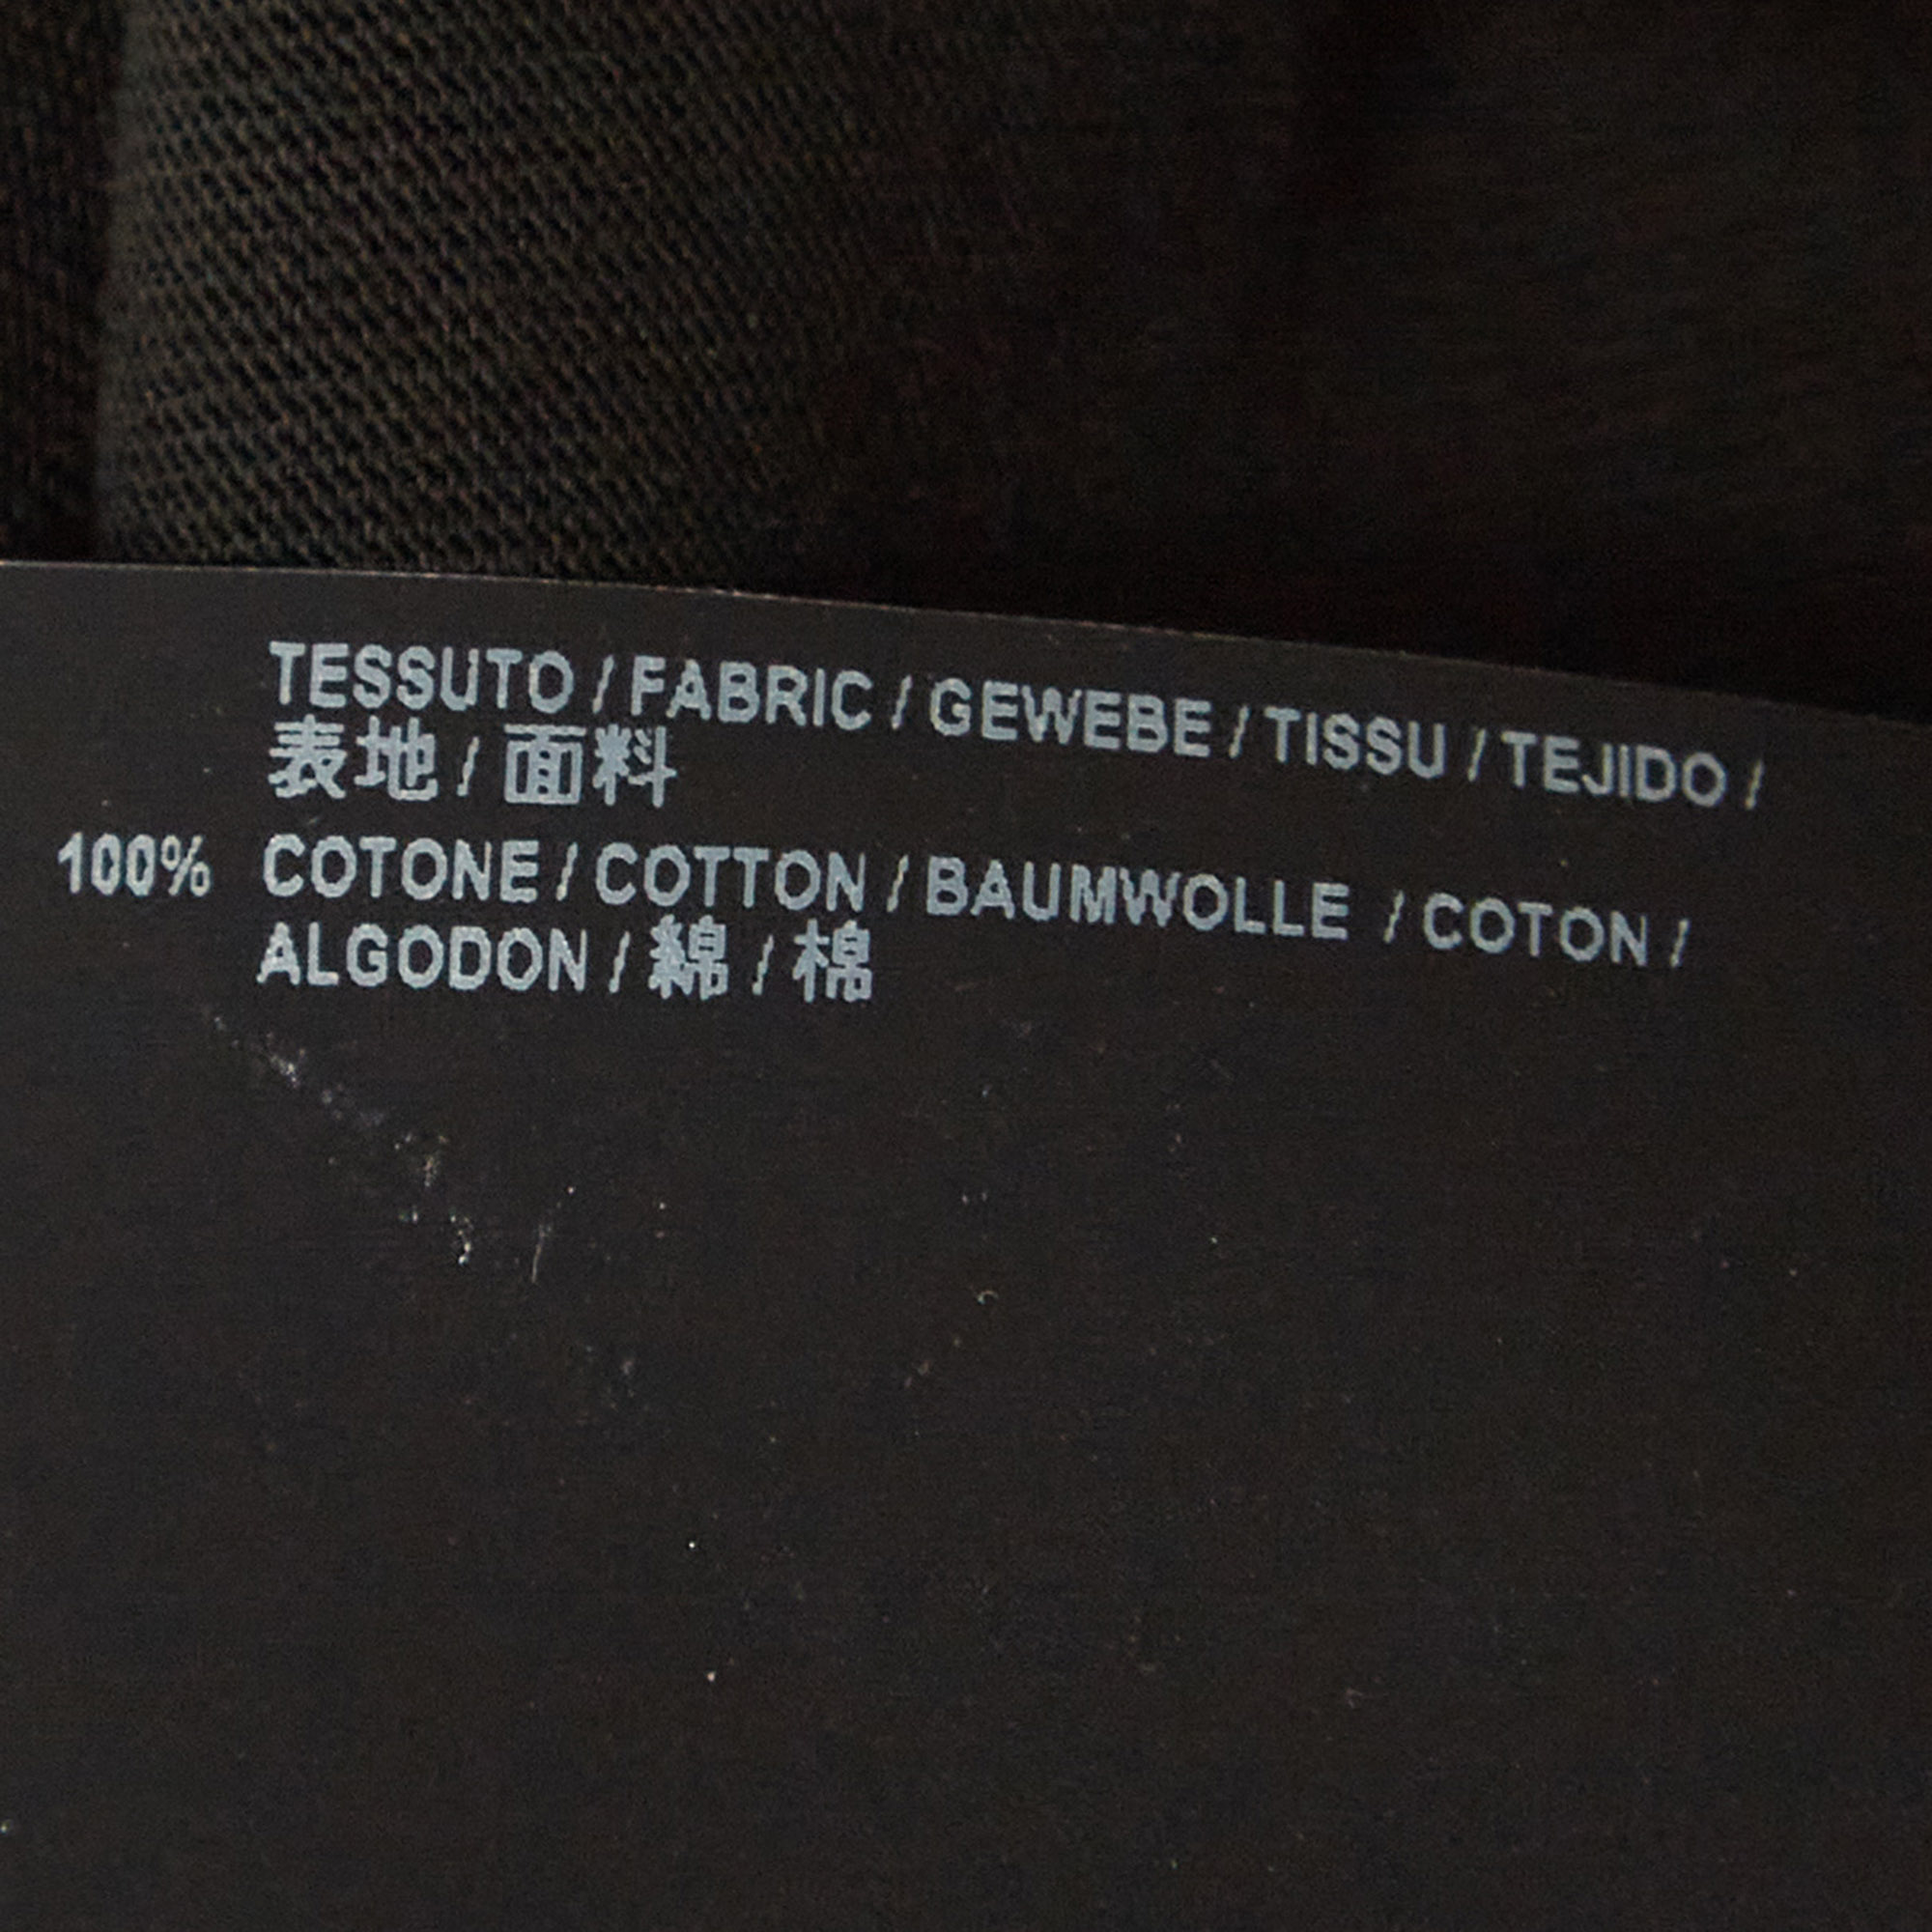 TESSUTO / FABRIC / GEWEBE / TISSU / TEJIDO /
表地 / 面料
100% COTONE / COTTON / BAUMWOLLE / COTON /
ALGODON / 綿 / 棉